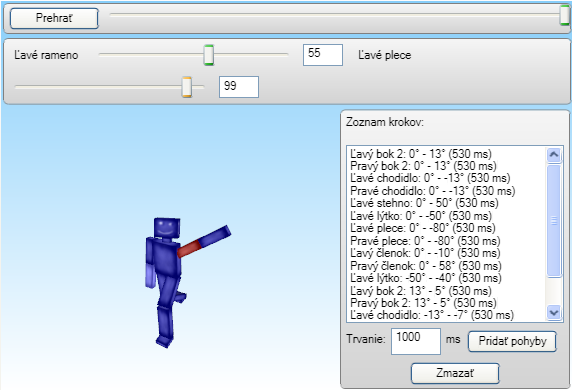 Prehrať
Ľavé rameno 55 Ľavé plece
99
Zoznam krokov:
Ľavý bok 2: 0° - 13° (530 ms)
Pravý bok 2: 0° - 13° (530 ms)
Ľavé chodidlo: 0° - -13° (530 ms)
Pravé chodidlo: 0° - -13° (530 ms)
Ľavé stehno: 0° - 50° (530 ms)
Ľavé lýtko: 0° - -50° (530 ms)
Ľavé plece: 0° - -80° (530 ms)
Pravé plece: 0° - -80° (530 ms)
Ľavý členok: 0° - -10° (530 ms)
Pravý členok: 0° - 58° (530 ms)
Ľavé lýtko: -50° - -40° (530 ms)
Ľavý bok 2: 13° - 5° (530 ms)
Pravý bok 2: 13° - 5° (530 ms)
Ľavé chodidlo: -13° - -7° (530 ms)
Trvanie: 1000 ms Pridať pohyby
Zmazať